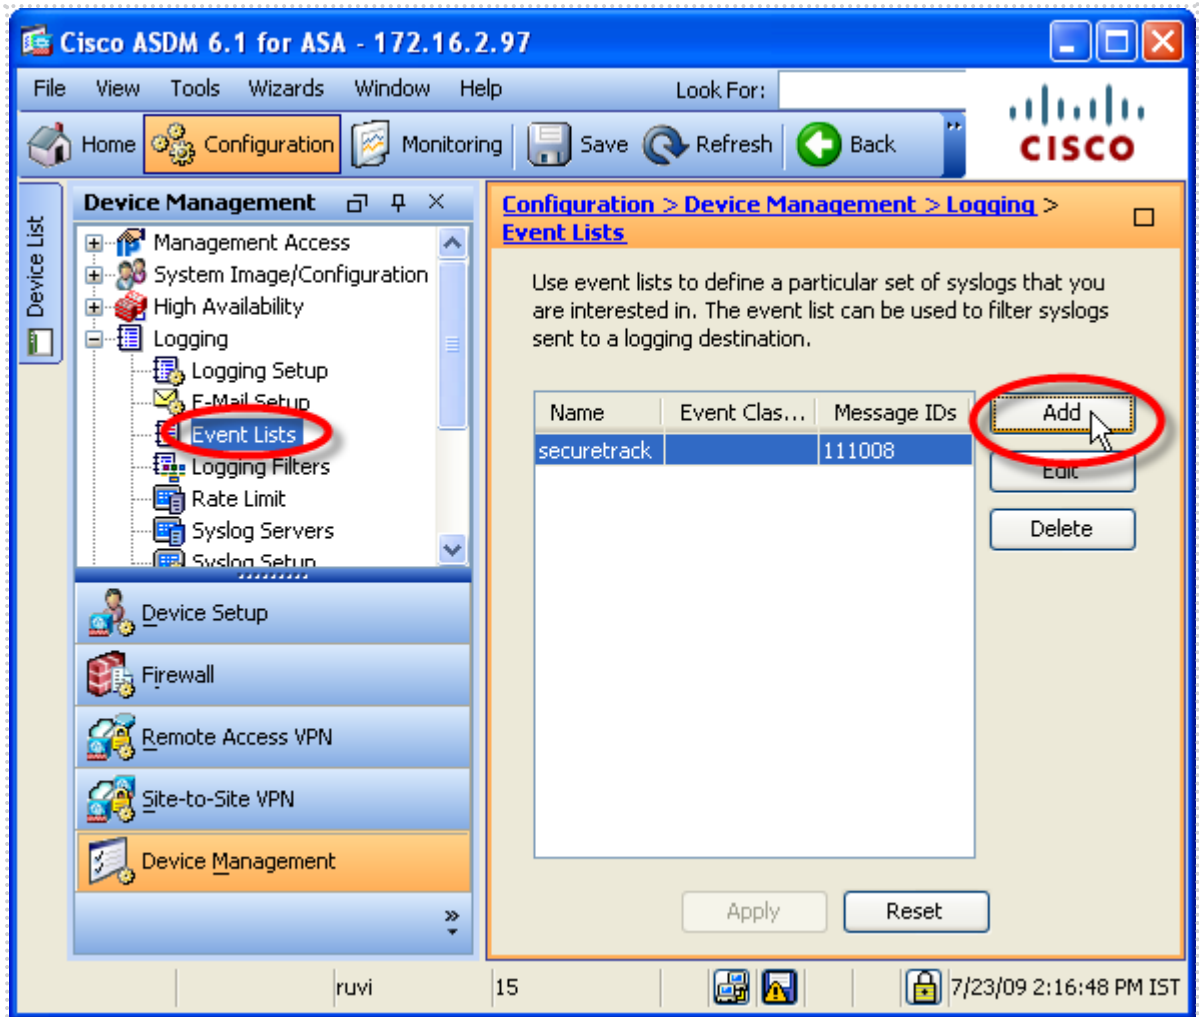 Cisco ASDM 6.1 for ASA - 172.16.2.97
File View Tools Wizards Window Help Look For:
Home Configuration Monitoring Save Refresh Back
CISCO
Device List
Device Management
Management Access
System Image/Configuration
High Availability
Logging
Logging Setup
E-Mail Setup
Event Lists
Logging Filters
Rate Limit
Syslog Servers
Syslog Setup
Device Setup
Firewall
Remote Access VPN
Site-to-Site VPN
Device Management
Configuration > Device Management > Logging >
Event Lists
Use event lists to define a particular set of syslogs that you
are interested in. The event list can be used to filter syslogs
sent to a logging destination.
Name Event Clas... Message IDs
securetrack 111008
Add
Edit
Delete
Apply Reset
ruvi 15 7/23/09 2:16:48 PM IST